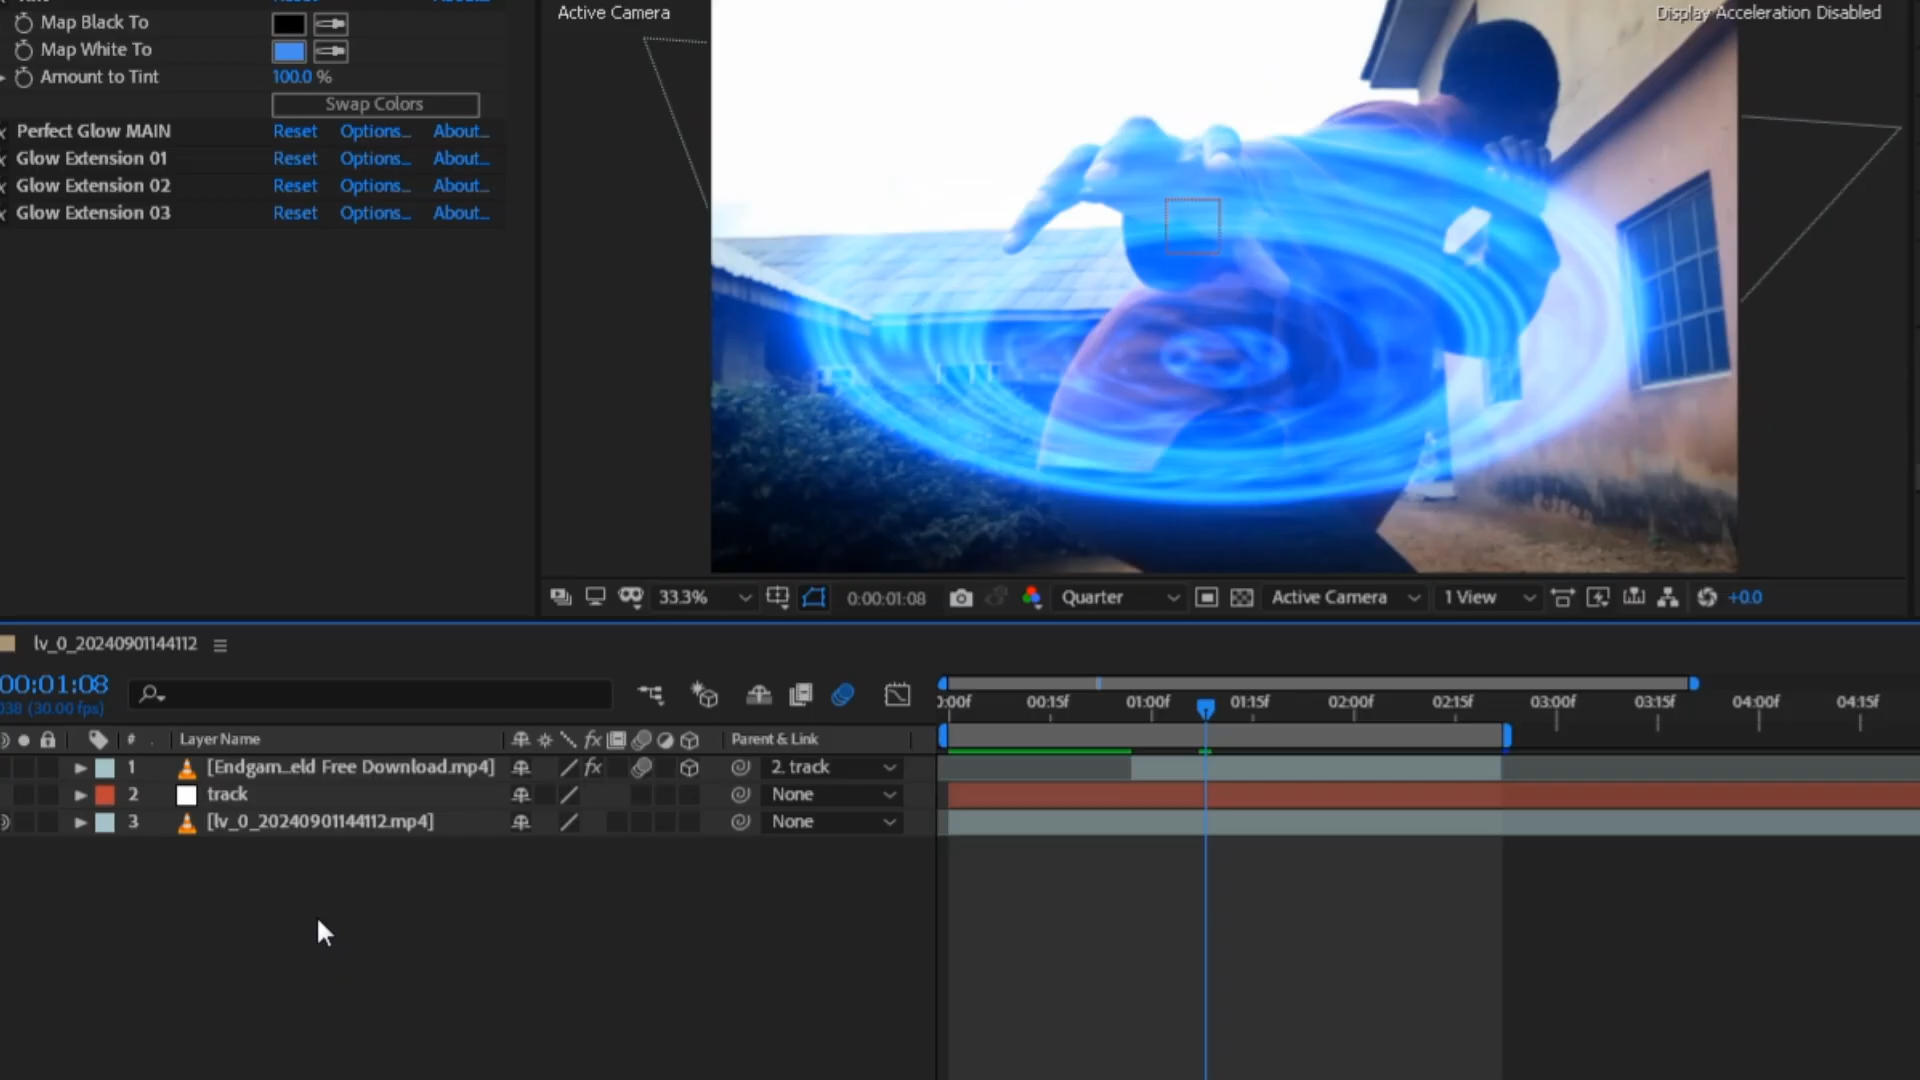 Active Camera
Display Acceleration Disabled
Map Black To
Map White To
Amount to Tint 100.0 %
Swap Colors
Perfect Glow MAIN Reset Options... About...
Glow Extension 01 Reset Options... About...
Glow Extension 02 Reset Options... About...
Glow Extension 03 Reset Options... About...
33.3% 0:00:01:08 Quarter Active Camera 1 View +0.0
lv_0_20240901144112
00:01:08
038 (30.00 fps)
0:00f 00:15f 01:00f 01:15f 02:00f 02:15f 03:00f 03:15f 04:00f 04:15f
# . Layer Name fx Parent & Link
1 [Endgam...eld Free Download.mp4] fx 2. track
2 track None
3 [lv_0_20240901144112.mp4] None